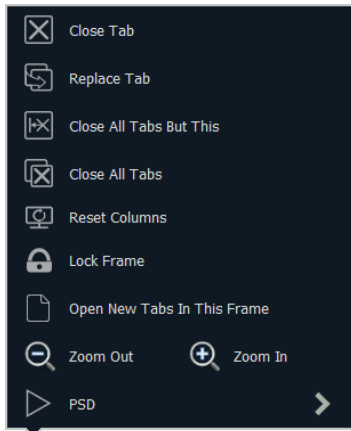 Close Tab
Replace Tab
Close All Tabs But This
Close All Tabs
Reset Columns
Lock Frame
Open New Tabs In This Frame
Zoom Out Zoom In
PSD